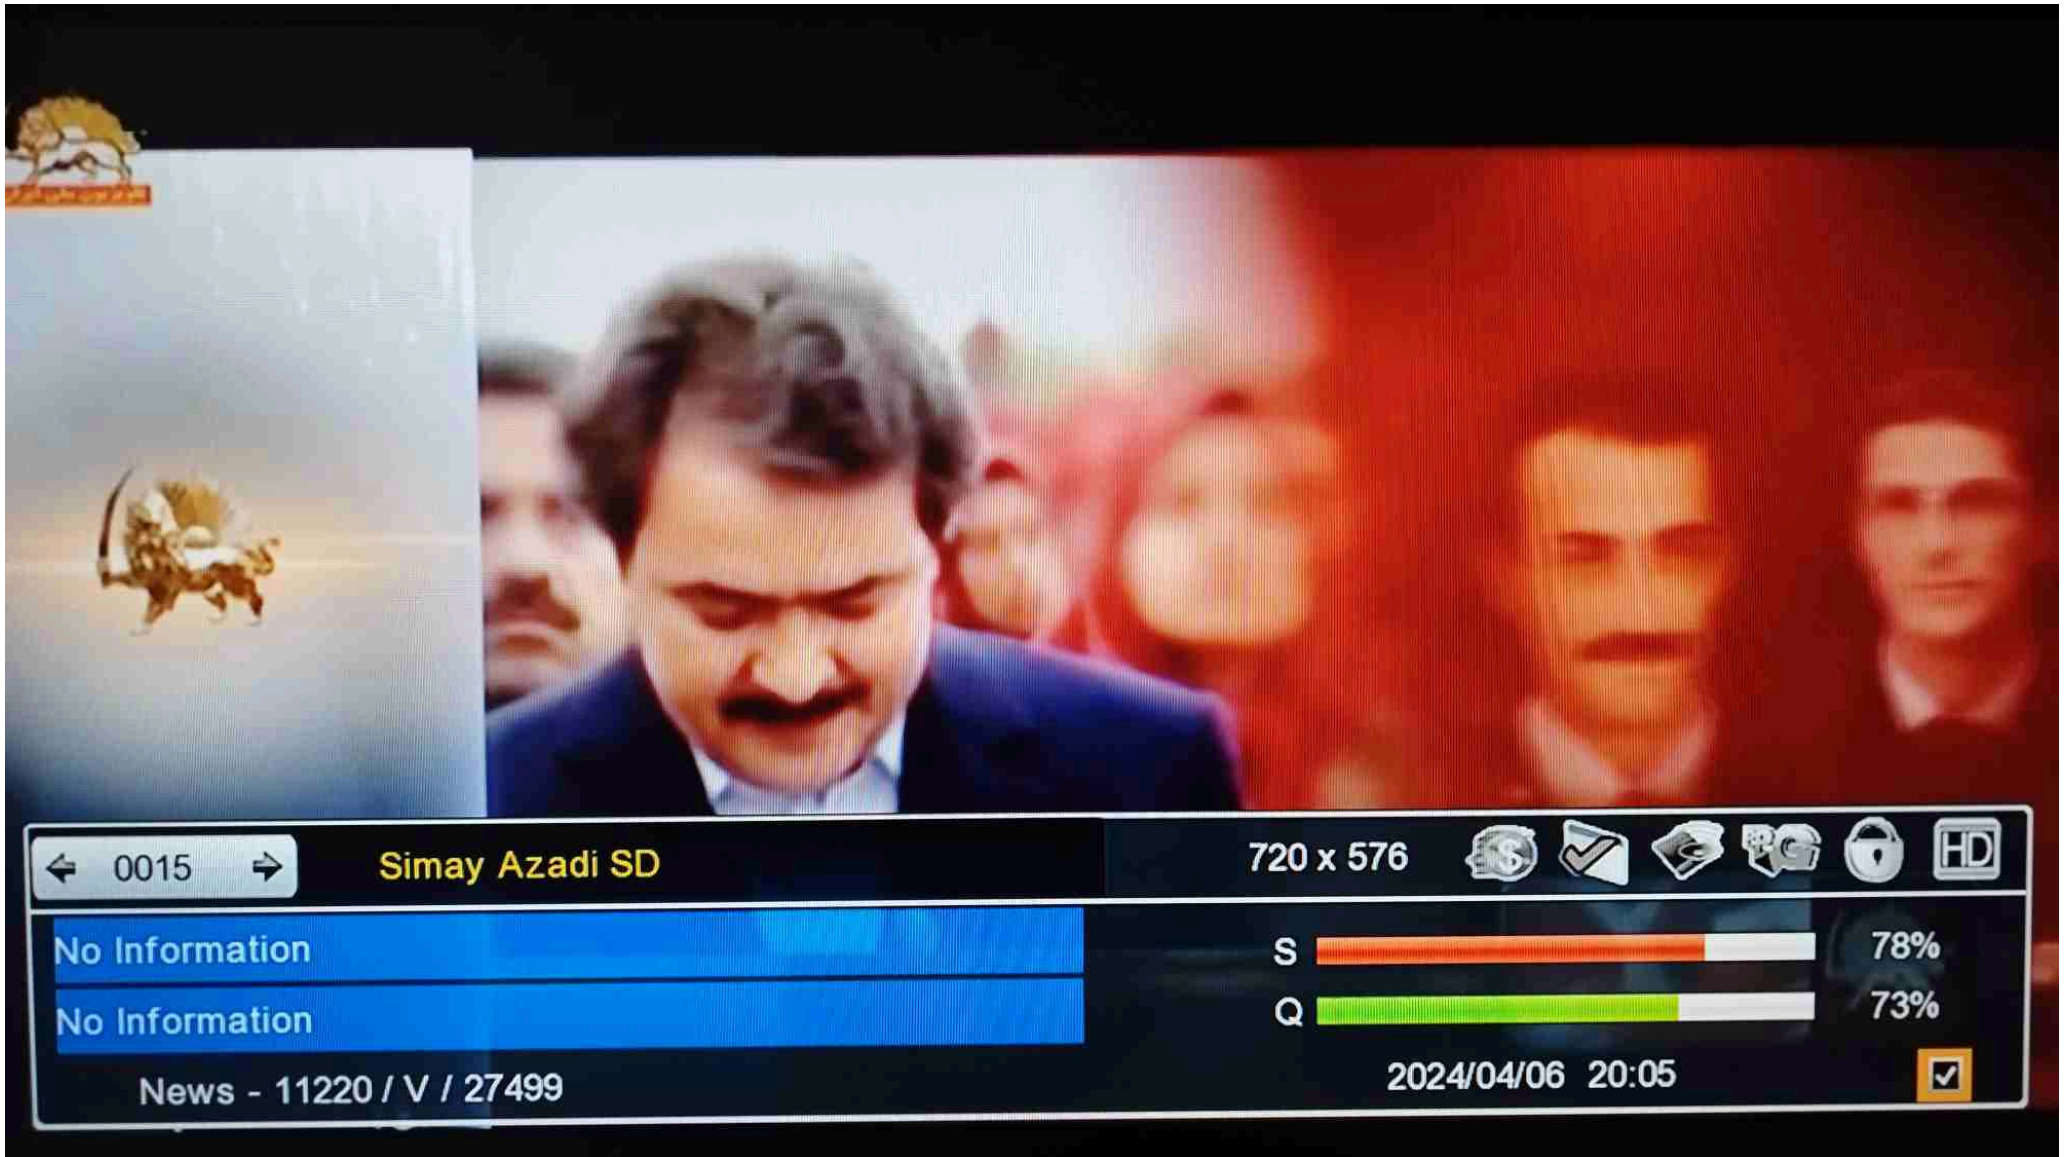 0015
Simay Azadi SD
720 x 576
HD
No Information
S
78%
No Information
Q
73%
News - 11220 / V / 27499
2024/04/06 20:05